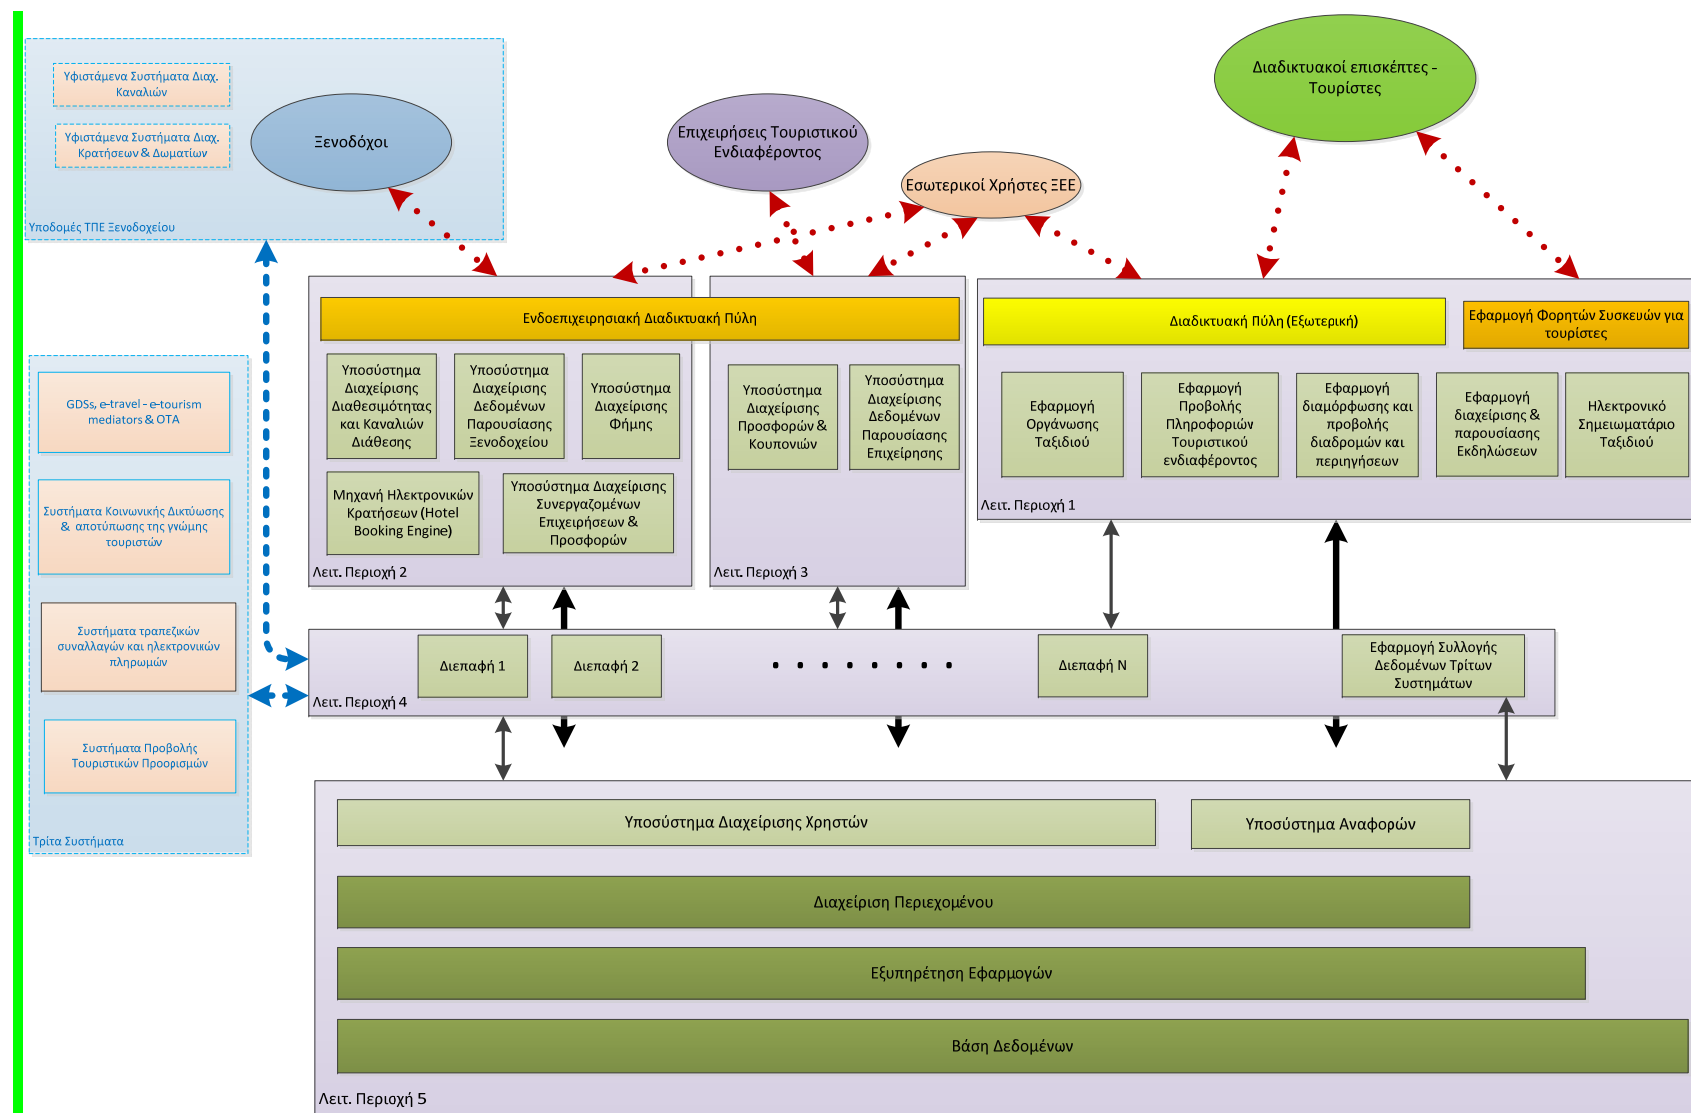 Υφιστάμενα Συστήματα Διαχ.
Καναλιών
Υφιστάμενα Συστήματα Διαχ.
Κρατήσεων & Δωματίων
Ξενοδόχοι
Υποδομές ΤΠΕ Ξενοδοχείου
Επιχειρήσεις Τουριστικού
Ενδιαφέροντος
Εσωτερικοί Χρήστες ΞΕΕ
Διαδικτυακοί επισκέπτες -
Τουρίστες
Ενδοεπιχειρησιακή Διαδικτυακή Πύλη
Υποσύστημα
Διαχείρισης
Διαθεσιμότητας
και Καναλιών
Διάθεσης
Υποσύστημα
Διαχείρισης
Δεδομένων
Παρουσίασης
Ξενοδοχείου
Υποσύστημα
Διαχείρισης
Φήμης
Μηχανή Ηλεκτρονικών
Κρατήσεων (Hotel
Booking Engine)
Υποσύστημα Διαχείρισης
Συνεργαζομένων
Επιχειρήσεων &
Προσφορών
Λειτ. Περιοχή 2
Υποσύστημα
Διαχείρισης
Προσφορών &
Κουπονιών
Υποσύστημα
Διαχείρισης
Δεδομένων
Παρουσίασης
Επιχείρησης
Λειτ. Περιοχή 3
Διαδικτυακή Πύλη (Εξωτερική)
Εφαρμογή Φορητών Συσκευών για
τουρίστες
Εφαρμογή
Οργάνωσης
Ταξιδιού
Εφαρμογή
Προβολής
Πληροφοριών
Τουριστικού
ενδιαφέροντος
Εφαρμογή
διαμόρφωσης και
προβολής
διαδρομών και
περιηγήσεων
Εφαρμογή
διαχείρισης &
παρουσίασης
Εκδηλώσεων
Ηλεκτρονικό
Σημειωματάριο
Ταξιδιού
Λειτ. Περιοχή 1
GDSs, e-travel – e-tourism
mediators & OTA
Συστήματα Κοινωνικής Δικτύωσης
& αποτύπωσης της γνώμης
τουριστών
Συστήματα τραπεζικών
συναλλαγών και ηλεκτρονικών
πληρωμών
Συστήματα Προβολής
Τουριστικών Προορισμών
Τρίτα Συστήματα
Διεπαφή 1
Διεπαφή 2
. . . . . . . .
Διεπαφή Ν
Εφαρμογή Συλλογής
Δεδομένων Τρίτων
Συστημάτων
Λειτ. Περιοχή 4
Υποσύστημα Διαχείρισης Χρηστών
Υποσύστημα Αναφορών
Διαχείριση Περιεχομένου
Εξυπηρέτηση Εφαρμογών
Βάση Δεδομένων
Λειτ. Περιοχή 5